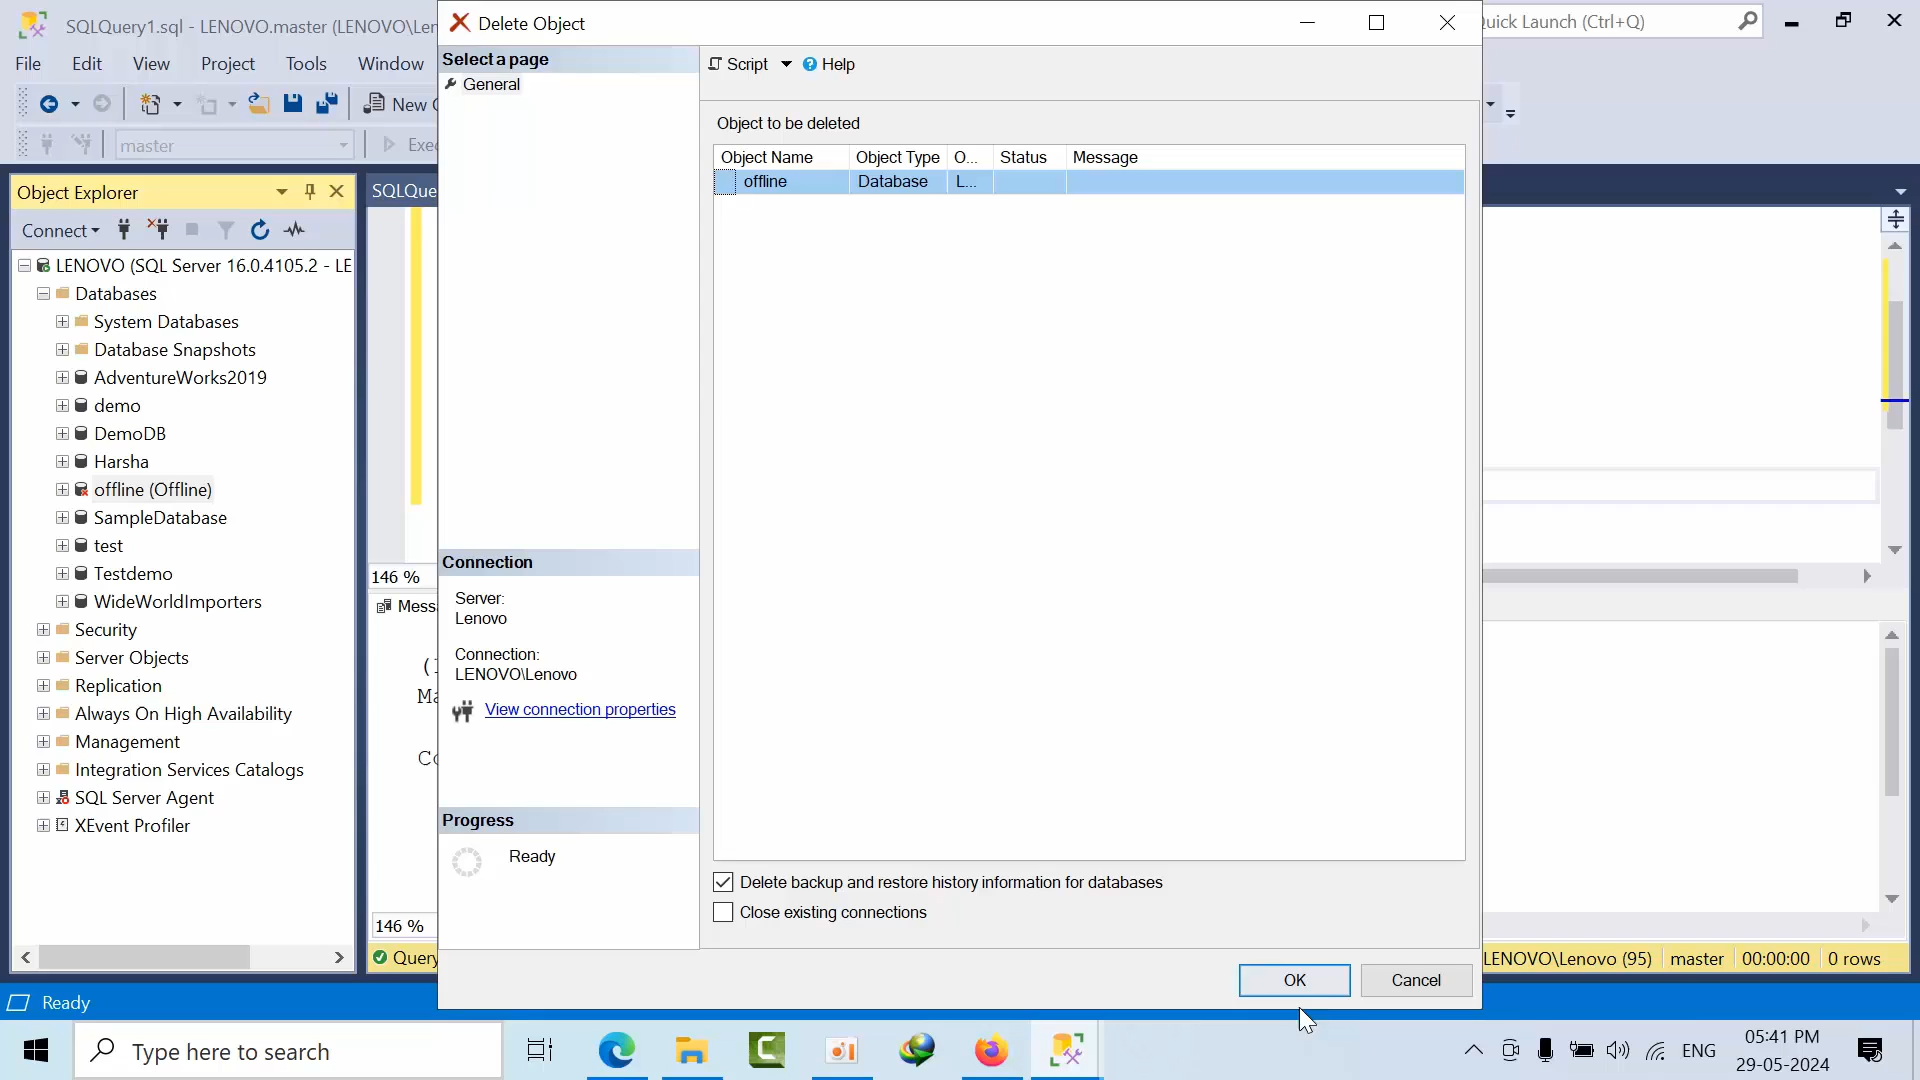 SQLQuery1.sql - LENOVO.master (LENOVO\Ler
Delete Object
Quick Launch (Ctrl+Q)
File Edit View Project Tools Window
Select a page
General
Script Help
New
master
Object to be deleted
Object Name Object Type O... Status Message
offline Database L...
Object Explorer
Connect
LENOVO (SQL Server 16.0.4105.2 - LE
Databases
System Databases
Database Snapshots
AdventureWorks2019
demo
DemoDB
Harsha
offline (Offline)
SampleDatabase
test
Testdemo
WideWorldImporters
Security
Server Objects
Replication
Always On High Availability
Management
Integration Services Catalogs
SQL Server Agent
XEvent Profiler
SQLQue
146 %
Messa
Ma
146 %
Query
Connection
Server:
Lenovo
Connection:
LENOVO\Lenovo
View connection properties
Progress
Ready
Delete backup and restore history information for databases
Close existing connections
OK Cancel
LENOVO\Lenovo (95) master 00:00:00 0 rows
Ready
Type here to search
ENG
05:41 PM
29-05-2024